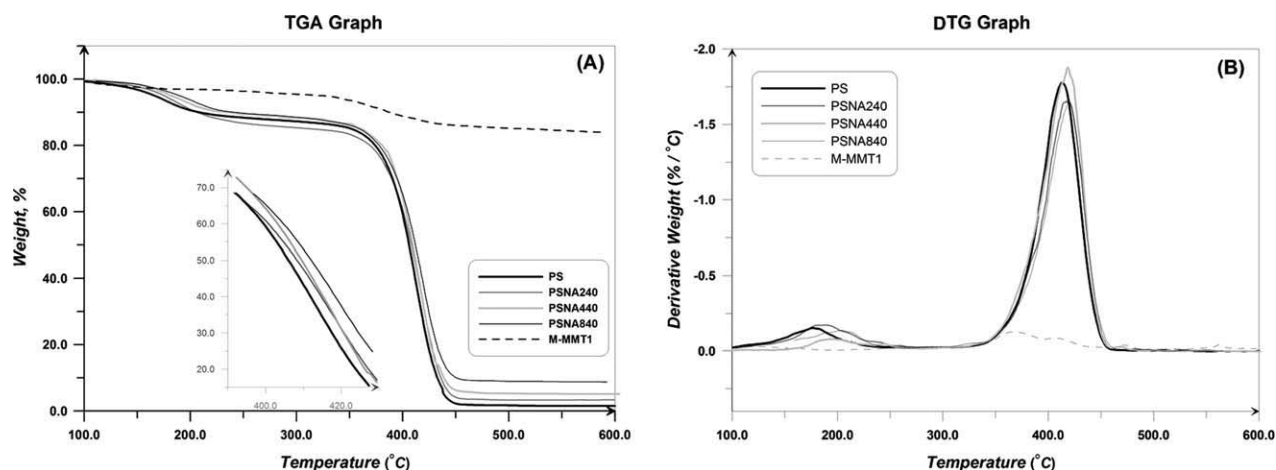 TGA Graph
(A)
Weight, %
100.0
80.0
60.0
40.0
20.0
0.0
70.0
60.0
50.0
40.0
30.0
20.0
400.0 420.0
PS
PSNA240
PSNA440
PSNA840
M-MMT1
100.0 200.0 300.0 400.0 500.0 600.0
Temperature (°C)
DTG Graph
(B)
Derivative Weight (% / °C)
-2.0
-1.5
-1.0
-0.5
0.0
PS
PSNA240
PSNA440
PSNA840
M-MMT1
100.0 200.0 300.0 400.0 500.0 600.0
Temperature (°C)